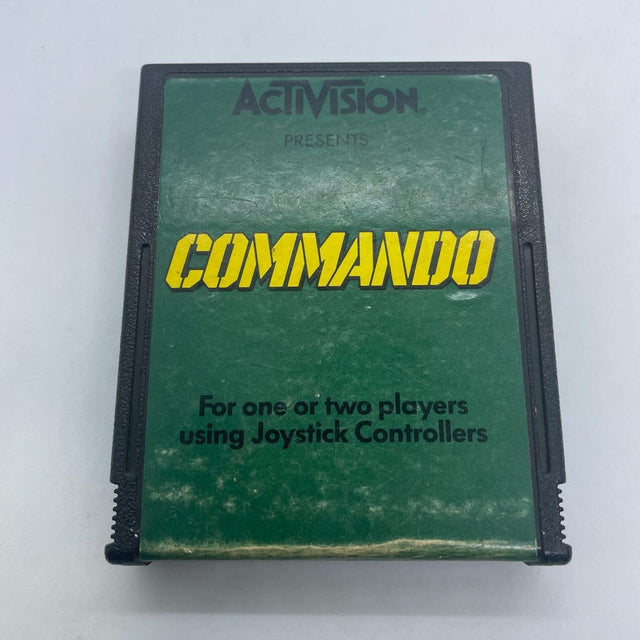 ACTIVISION®
PRESENTS
COMMANDO
For one or two players
using Joystick Controllers